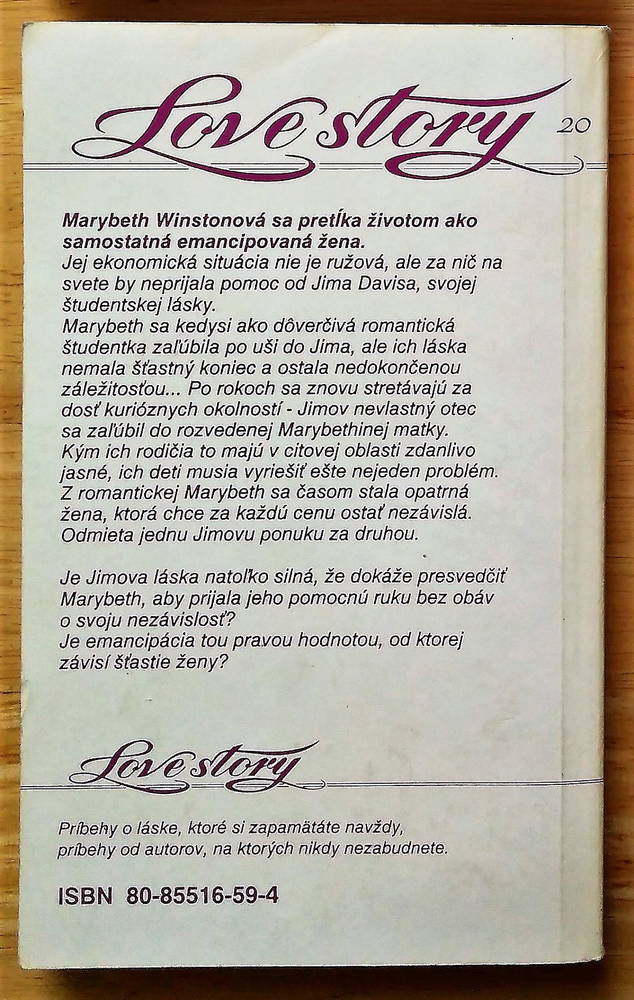 Love story 20
Marybeth Winstonová sa pretĺka životom ako
samostatná emancipovaná žena.
Jej ekonomická situácia nie je ružová, ale za nič na
svete by neprijala pomoc od Jima Davisa, svojej
študentskej lásky.
Marybeth sa kedysi ako dôverčivá romantická
študentka zaľúbila po uši do Jima, ale ich láska
nemala šťastný koniec a ostala nedokončenou
záležitosťou... Po rokoch sa znovu stretávajú za
dosť kurióznych okolností - Jimov nevlastný otec
sa zaľúbil do rozvedenej Marybethinej matky.
Kým ich rodičia to majú v citovej oblasti zdanlivo
jasné, ich deti musia vyriešiť ešte nejeden problém.
Z romantickej Marybeth sa časom stala opatrná
žena, ktorá chce za každú cenu ostať nezávislá.
Odmieta jednu Jimovu ponuku za druhou.
Je Jimova láska natoľko silná, že dokáže presvedčiť
Marybeth, aby prijala jeho pomocnú ruku bez obáv
o svoju nezávislosť?
Je emancipácia tou pravou hodnotou, od ktorej
závisí šťastie ženy?
Love story
Príbehy o láske, ktoré si zapamätáte navždy,
príbehy od autorov, na ktorých nikdy nezabudnete.
ISBN 80-85516-59-4